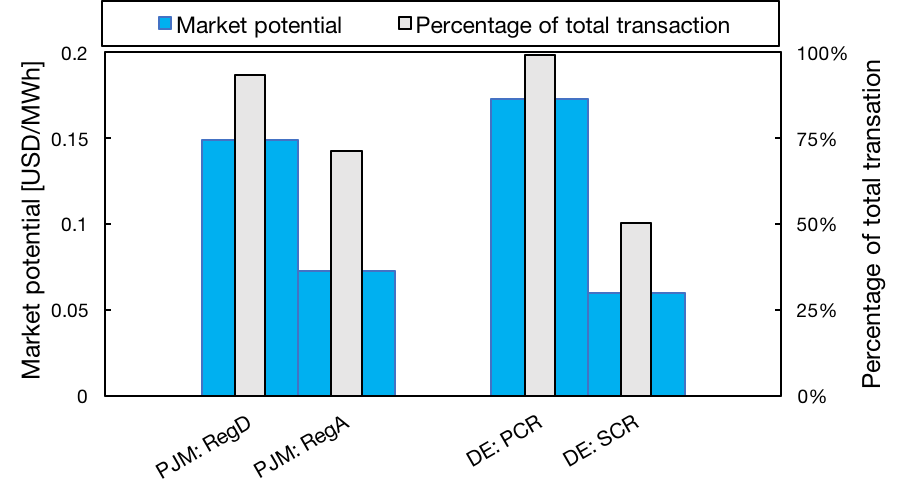 Market potential
Percentage of total transaction
0.2
0.15
0.1
0.05
0
Market potential [USD/MWh]
100%
75%
50%
25%
0%
Percentage of total transation
PJM: RegD
PJM: RegA
DE: PCR
DE: SCR